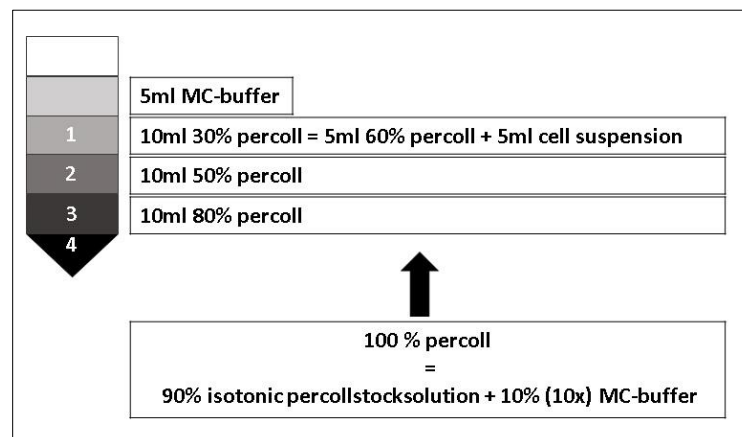 5ml MC-buffer
1
10ml 30% percoll = 5ml 60% percoll + 5ml cell suspension
2
10ml 50% percoll
3
10ml 80% percoll
4
100 % percoll
=
90% isotonic percollstocksolution + 10% (10x) MC-buffer